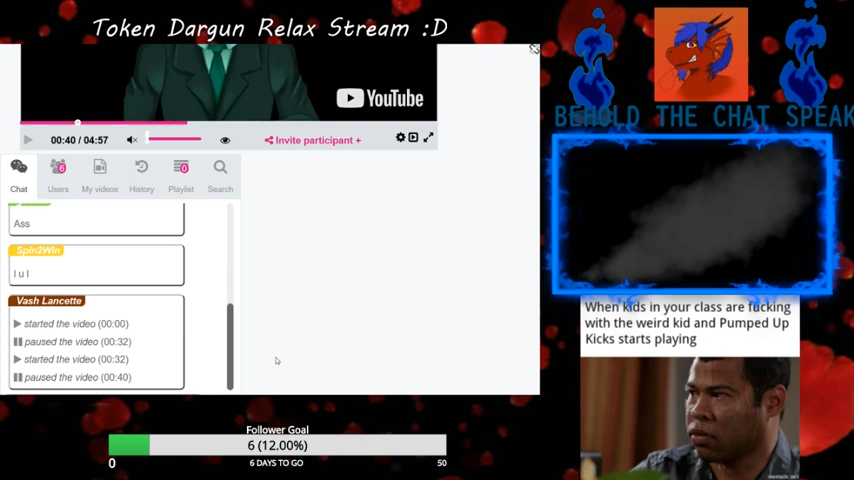 Token Dargun Relax Stream :D
YouTube
00:40 / 04:57
Invite participant +
6
0
Chat
Users
My videos
History
Playlist
Search
Ass
Spin2Win
l u l
Vash Lancette
started the video (00:00)
paused the video (00:32)
started the video (00:32)
paused the video (00:40)
BEHOLD THE CHAT SPEAK
When kids in your class are fucking
with the weird kid and Pumped Up
Kicks starts playing
Follower Goal
6 (12.00%)
0
6 DAYS TO GO
50